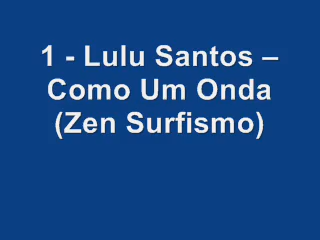 1 - Lulu Santos –
Como Um Onda
(Zen Surfismo)